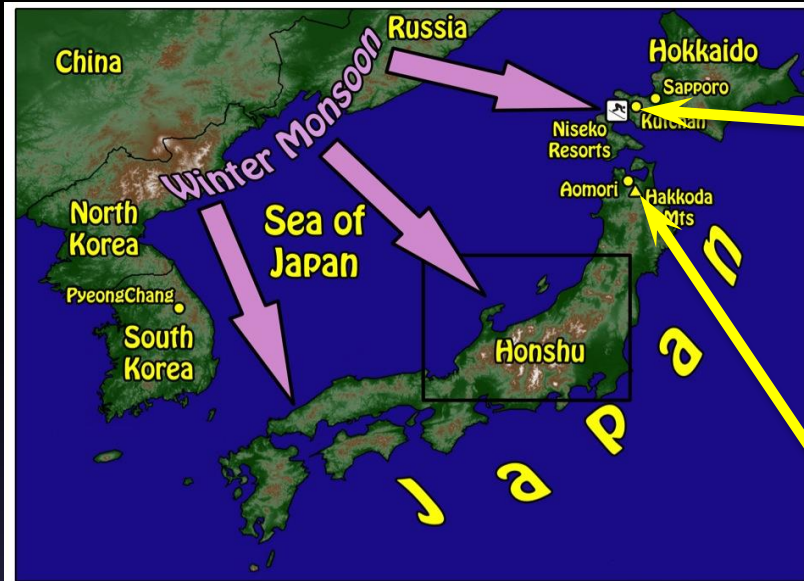 China
Russia
Winter Monsoon
Hokkaido
Sapporo
Kutchan
Niseko
Resorts
Aomori
Hakkoda
Mts
North
Korea
Sea of
Japan
PyeongChang
South
Korea
Honshu
Japan